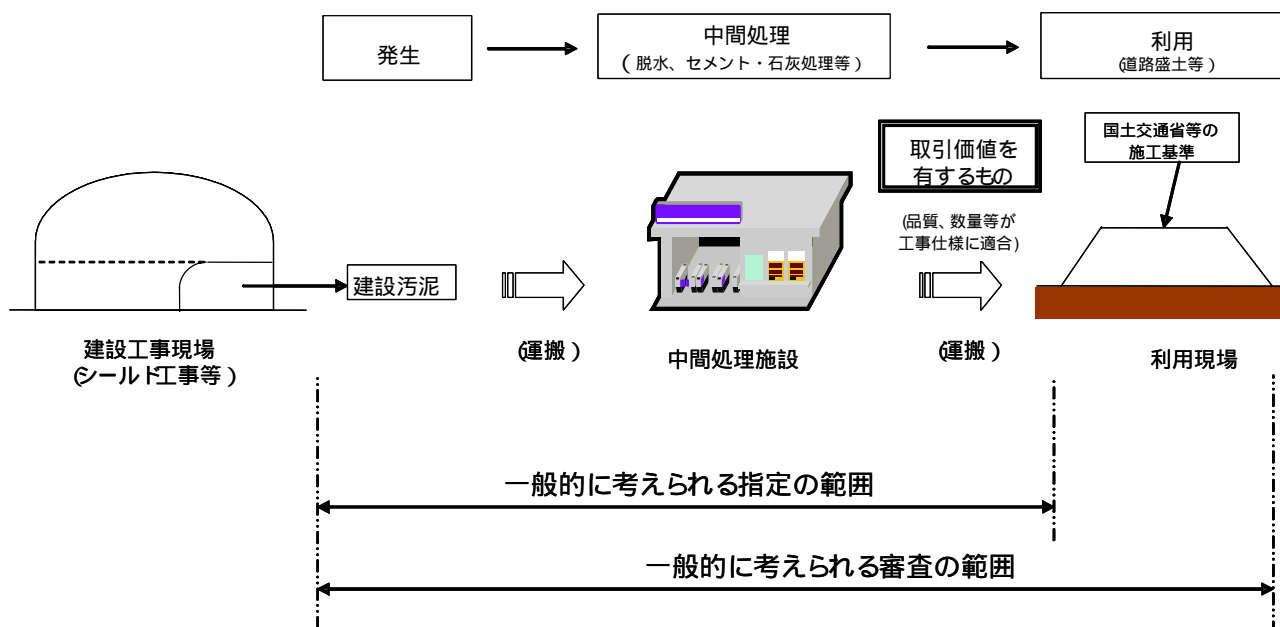 発生
中間処理
（脱水、セメント・石灰処理等）
利用
(道路盛土等）
国土交通省等の
施工基準
取引価値を
有するもの
(品質、数量等が
工事仕様に適合)
建設汚泥
建設工事現場
(シールド工事等）
(運搬）
中間処理施設
(運搬）
利用現場
一般的に考えられる指定の範囲
一般的に考えられる審査の範囲